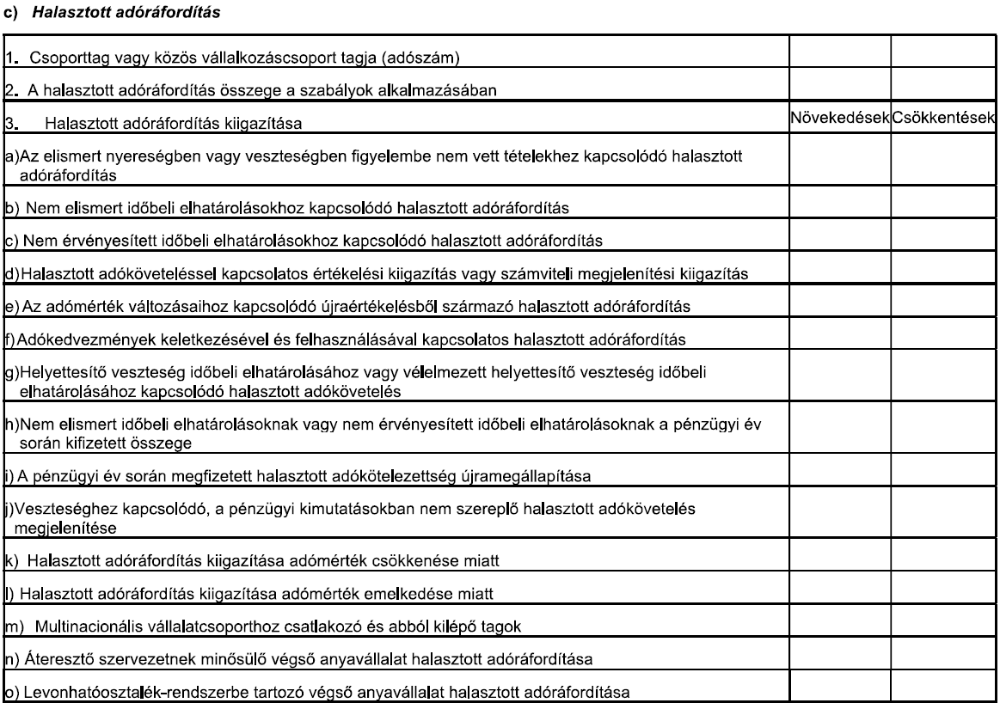 c) Halasztott adóráfordítás
1. Csoporttag vagy közös vállalkozáscsoport tagja (adószám)
2. A halasztott adóráfordítás összege a szabályok alkalmazásában
3. Halasztott adóráfordítás kiigazítása Növekedések Csökkentések
a)Az elismert nyereségben vagy veszteségben figyelembe nem vett tételekhez kapcsolódó halasztott
adóráfordítás
b) Nem elismert időbeli elhatárolásokhoz kapcsolódó halasztott adóráfordítás
c) Nem érvényesített időbeli elhatárolásokhoz kapcsolódó halasztott adóráfordítás
d)Halasztott adóköveteléssel kapcsolatos értékelési kiigazítás vagy számviteli megjelenítési kiigazítás
e) Az adómérték változásaihoz kapcsolódó újraértékelésből származó halasztott adóráfordítás
f)Adókedvezmények keletkezésével és felhasználásával kapcsolatos halasztott adóráfordítás
g)Helyettesítő veszteség időbeli elhatárolásához vagy vélelmezett helyettesítő veszteség időbeli
elhatárolásához kapcsolódó halasztott adókövetelés
h)Nem elismert időbeli elhatárolásoknak vagy nem érvényesített időbeli elhatárolásoknak a pénzügyi év
során kifizetett összege
i) A pénzügyi év során megfizetett halasztott adókötelezettség újramegállapítása
j)Veszteséghez kapcsolódó, a pénzügyi kimutatásokban nem szereplő halasztott adókövetelés
megjelenítése
k) Halasztott adóráfordítás kiigazítása adómérték csökkenése miatt
l) Halasztott adóráfordítás kiigazítása adómérték emelkedése miatt
m) Multinacionális vállalatcsoporthoz csatlakozó és abból kilépő tagok
n) Áteresztő szervezetnek minősülő végső anyavállalat halasztott adóráfordítása
o) Levonhatóosztalék-rendszerbe tartozó végső anyavállalat halasztott adóráfordítása